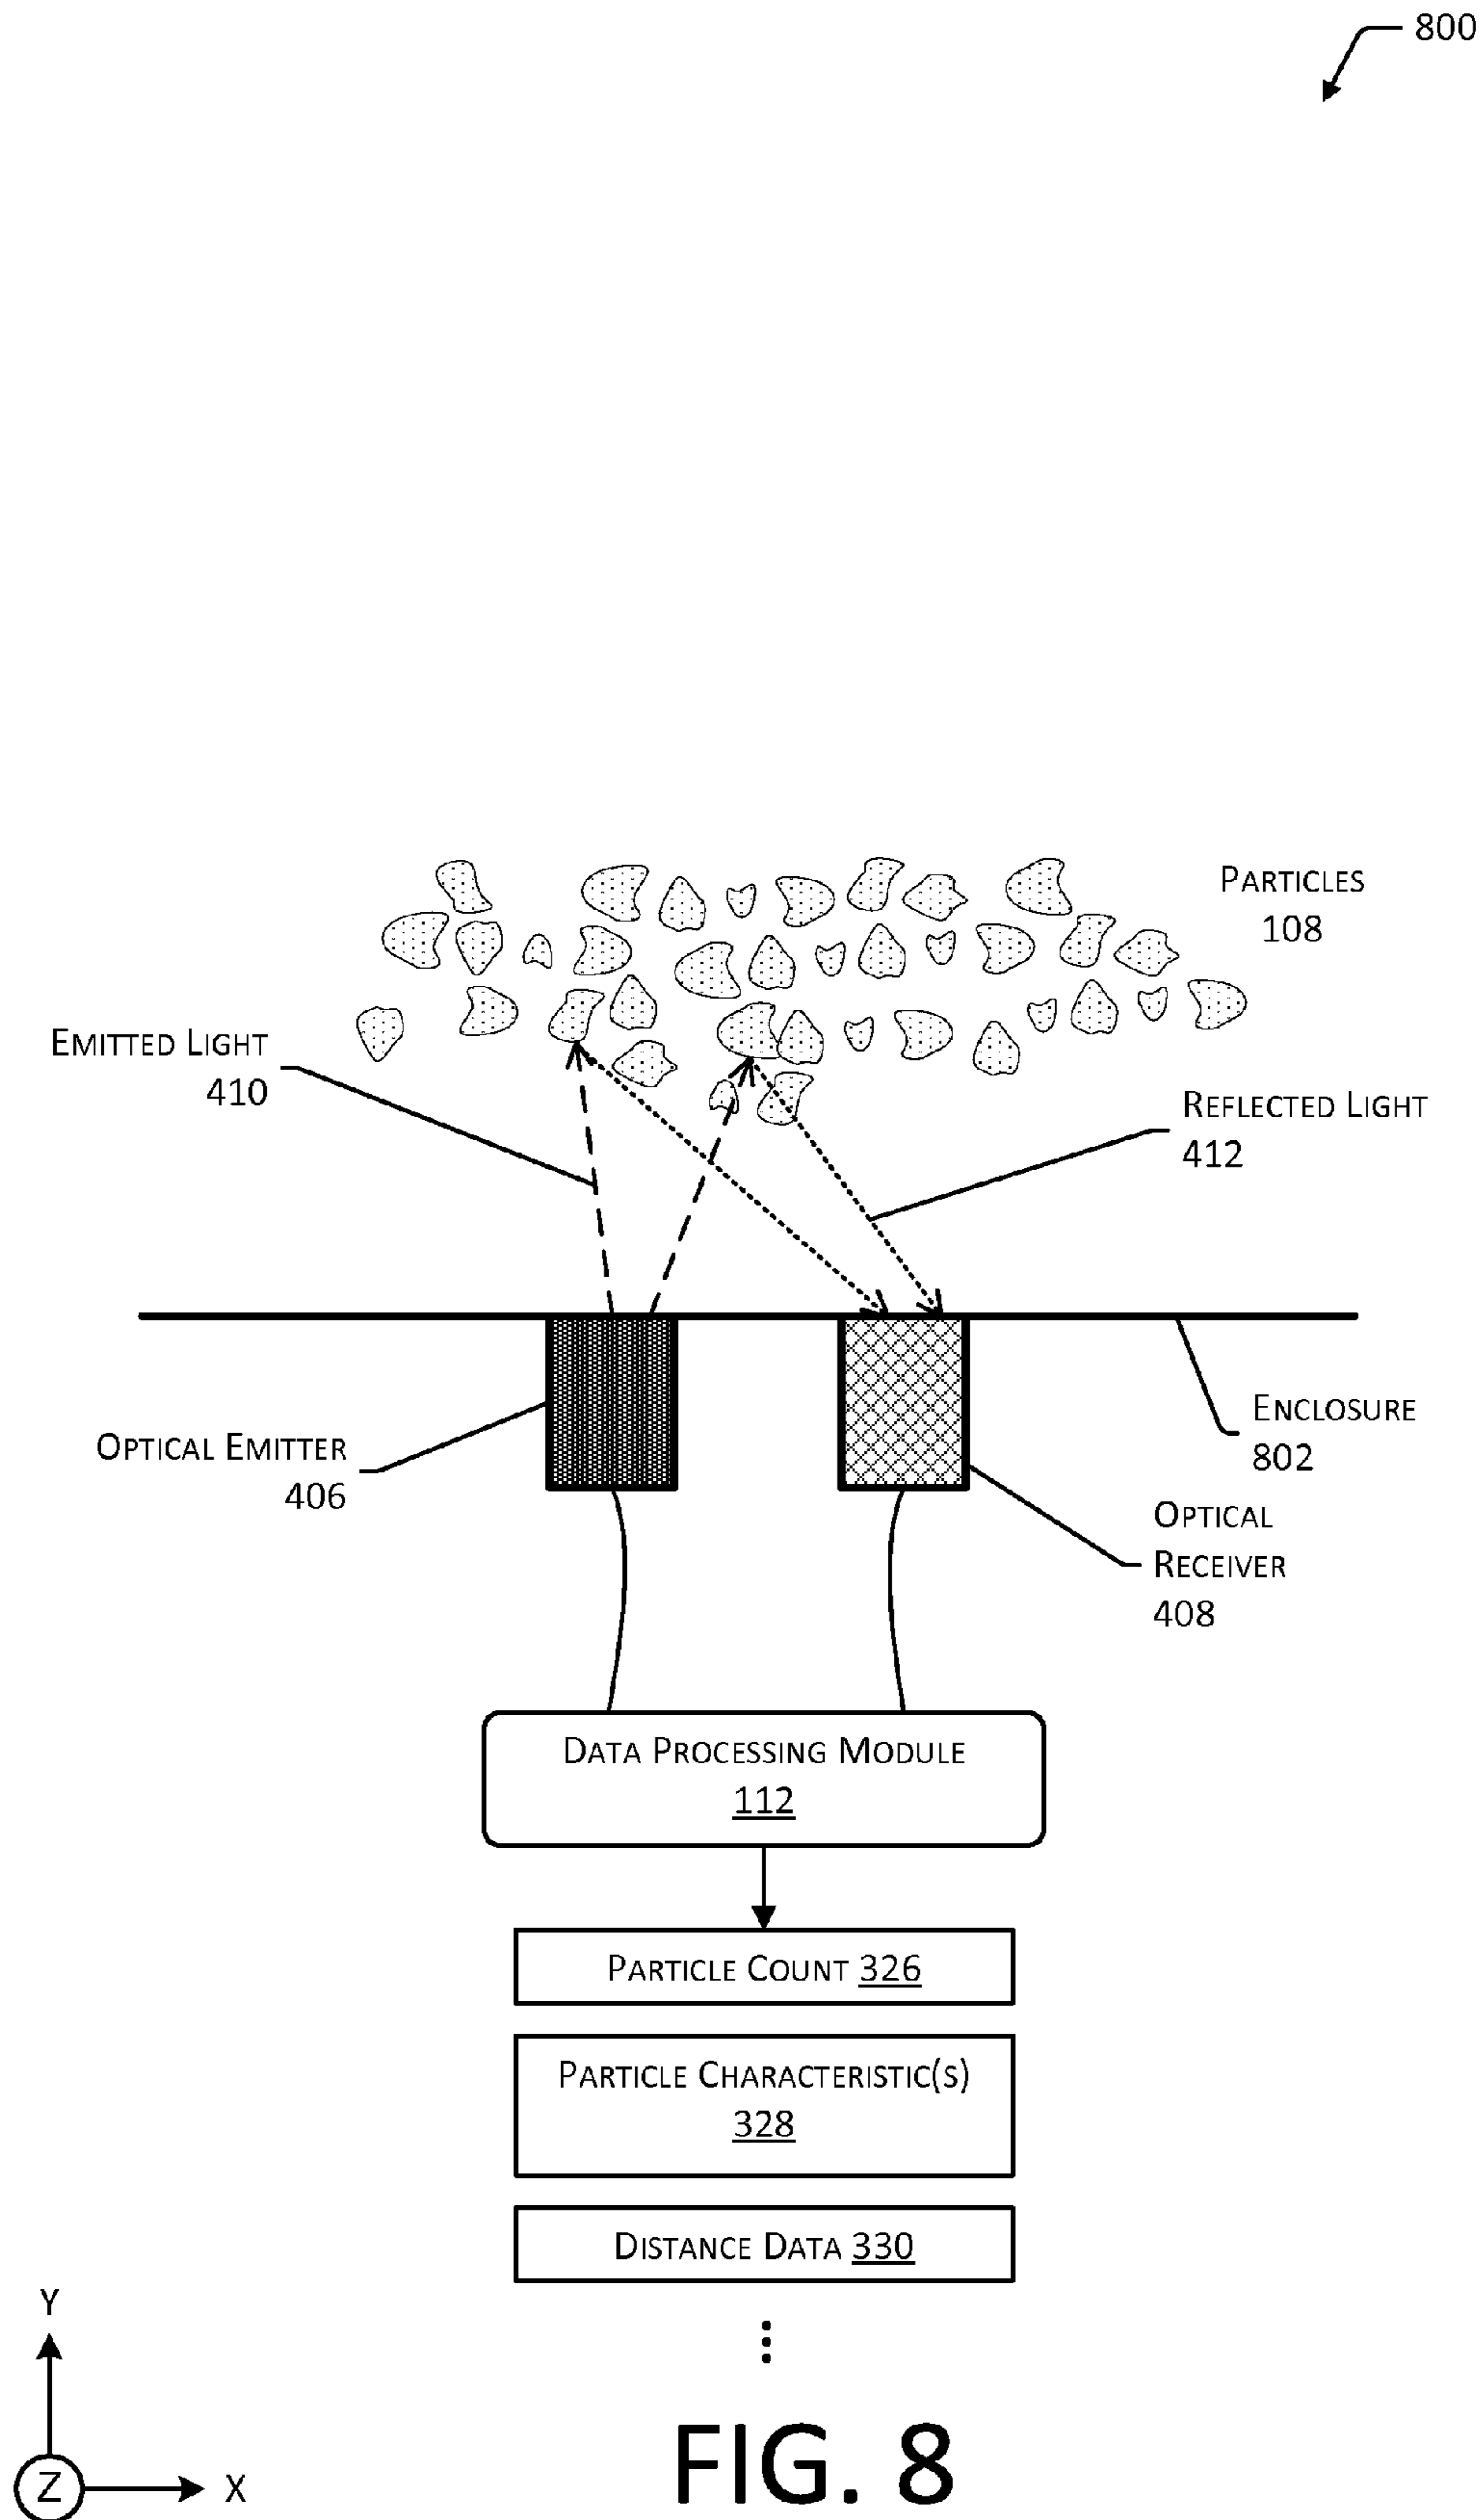 800
PARTICLES
108
EMITTED LIGHT
410
REFLECTED LIGHT
412
ENCLOSURE
802
OPTICAL EMITTER
406
OPTICAL
RECEIVER
408
DATA PROCESSING MODULE
112
PARTICLE COUNT 326
PARTICLE CHARACTERISTIC(S)
328
DISTANCE DATA 330
Y
Z
X
FIG. 8